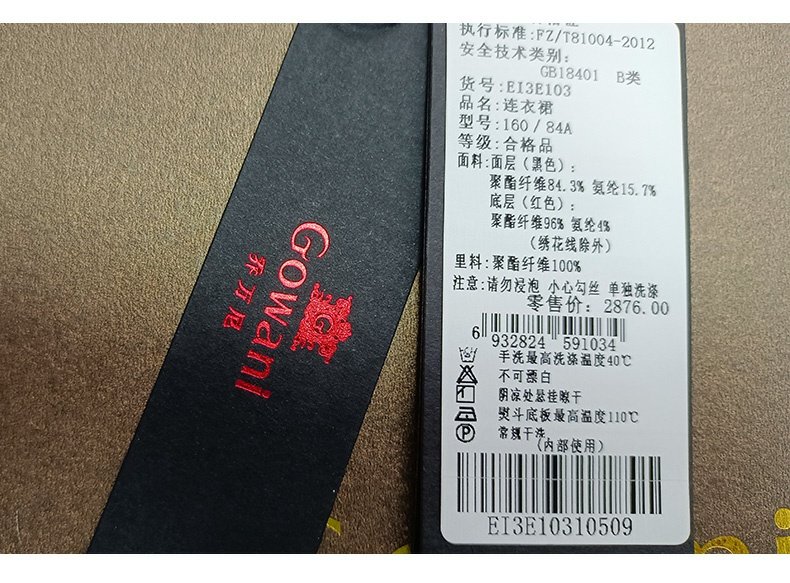 执行标准:FZ/T81004-2012
安全技术类别:
GB18401 B类
货号:EI3E103
品名:连衣裙
型号:160/84A
等级:合格品
面料:面层(黑色):
聚酯纤维84.3% 氨纶15.7%
底层(红色):
聚酯纤维96% 氨纶4%
(绣花线除外)
里料:聚酯纤维100%
注意:请勿浸泡 小心勾丝 单独洗涤
零售价: 2876.00
6 932824 591034
手洗最高洗涤温度40℃
不可漂白
阴凉处悬挂晾干
熨斗底板最高温度110℃
P 常规干洗
(内部使用)
EI3E10310509
Gowani
乔万尼
G